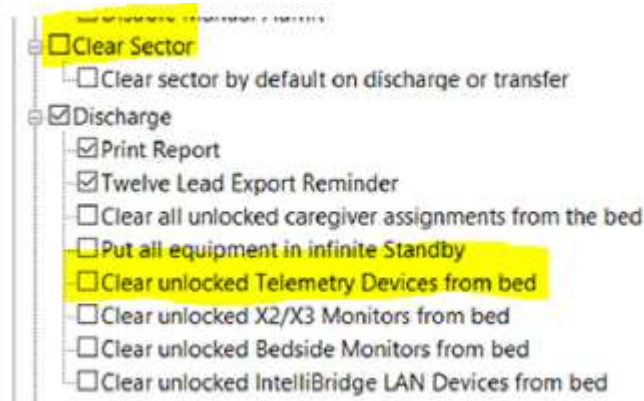 Clear Sector
Clear sector by default on discharge or transfer
Discharge
Print Report
Twelve Lead Export Reminder
Clear all unlocked caregiver assignments from the bed
Put all equipment in infinite Standby
Clear unlocked Telemetry Devices from bed
Clear unlocked X2/X3 Monitors from bed
Clear unlocked Bedside Monitors from bed
Clear unlocked IntelliBridge LAN Devices from bed